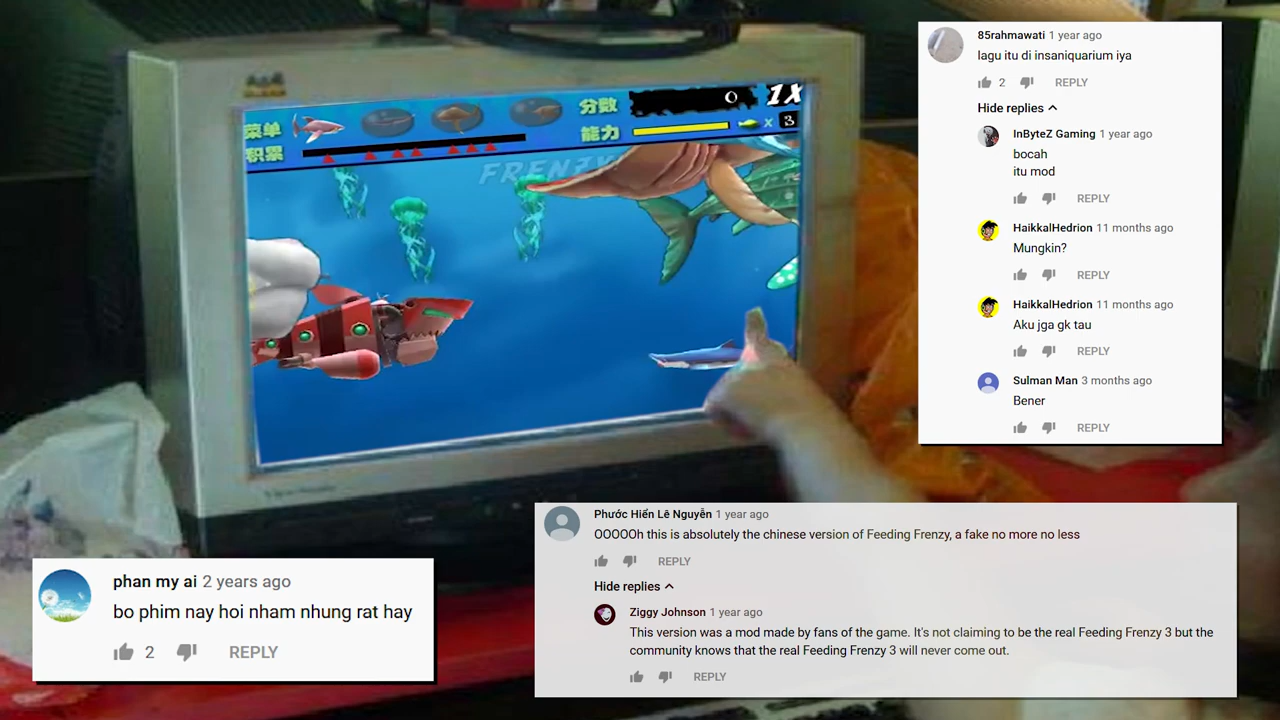 菜单
分数
0
1X
积累
能力
x 3
FRENZY
85rahmawati 1 year ago
lagu itu di insaniquarium iya
2 REPLY
Hide replies
InByteZ Gaming 1 year ago
bocah
itu mod
REPLY
HaikkalHedrion 11 months ago
Mungkin?
REPLY
HaikkalHedrion 11 months ago
Aku jga gk tau
REPLY
Sulman Man 3 months ago
Bener
REPLY
Phước Hiển Lê Nguyễn 1 year ago
OOOOOh this is absolutely the chinese version of Feeding Frenzy, a fake no more no less
REPLY
Hide replies
Ziggy Johnson 1 year ago
This version was a mod made by fans of the game. It's not claiming to be the real Feeding Frenzy 3 but the
community knows that the real Feeding Frenzy 3 will never come out.
REPLY
phan my ai 2 years ago
bo phim nay hoi nham nhung rat hay
2 REPLY